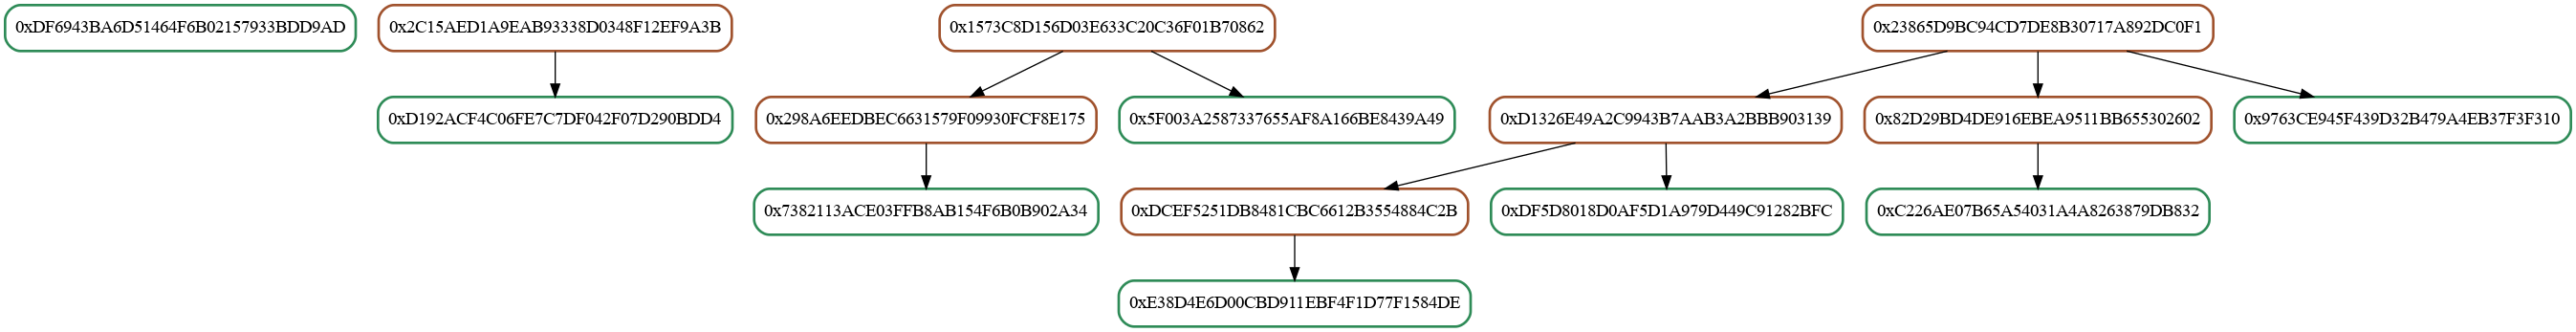 0xDF6943BA6D51464F6B02157933BDD9AD
0x2C15AED1A9EAB93338D0348F12EF9A3B
0x1573C8D156D03E633C20C36F01B70862
0x23865D9BC94CD7DE8B30717A892DC0F1
0xD192ACF4C06FE7C7DF042F07D290BDD4
0x298A6EEDBEC6631579F09930FCF8E175
0x5F003A2587337655AF8A166BE8439A49
0xD1326E49A2C9943B7AAB3A2BBB903139
0x82D29BD4DE916EBEA9511BB655302602
0x9763CE945F439D32B479A4EB37F3F310
0x7382113ACE03FFB8AB154F6B0B902A34
0xDCEF5251DB8481CBC6612B3554884C2B
0xDF5D8018D0AF5D1A979D449C91282BFC
0xC226AE07B65A54031A4A8263879DB832
0xE38D4E6D00CBD911EBF4F1D77F1584DE